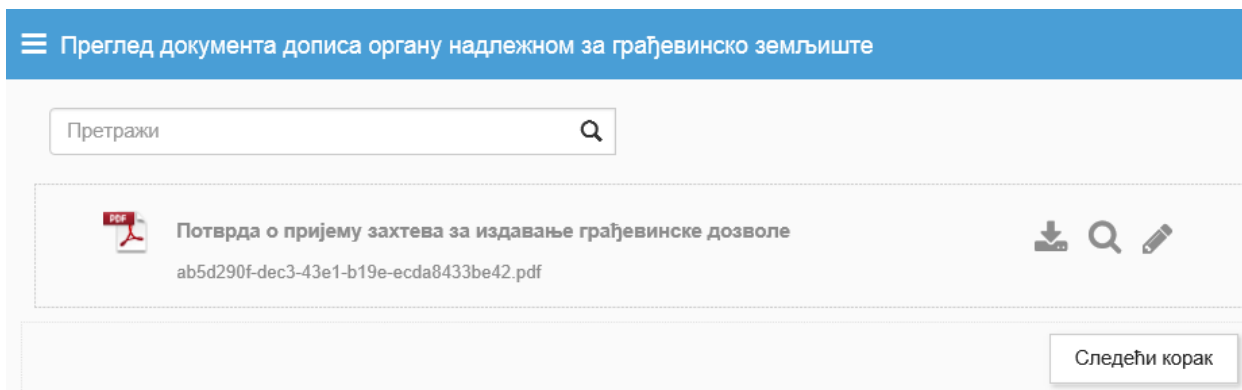 Преглед документа дописа органу надлежном за грађевинско земљиште
Претражи
PDF
Потврда о пријему захтева за издавање грађевинске дозволе
ab5d290f-dec3-43e1-b19e-ecda8433be42.pdf
Следећи корак